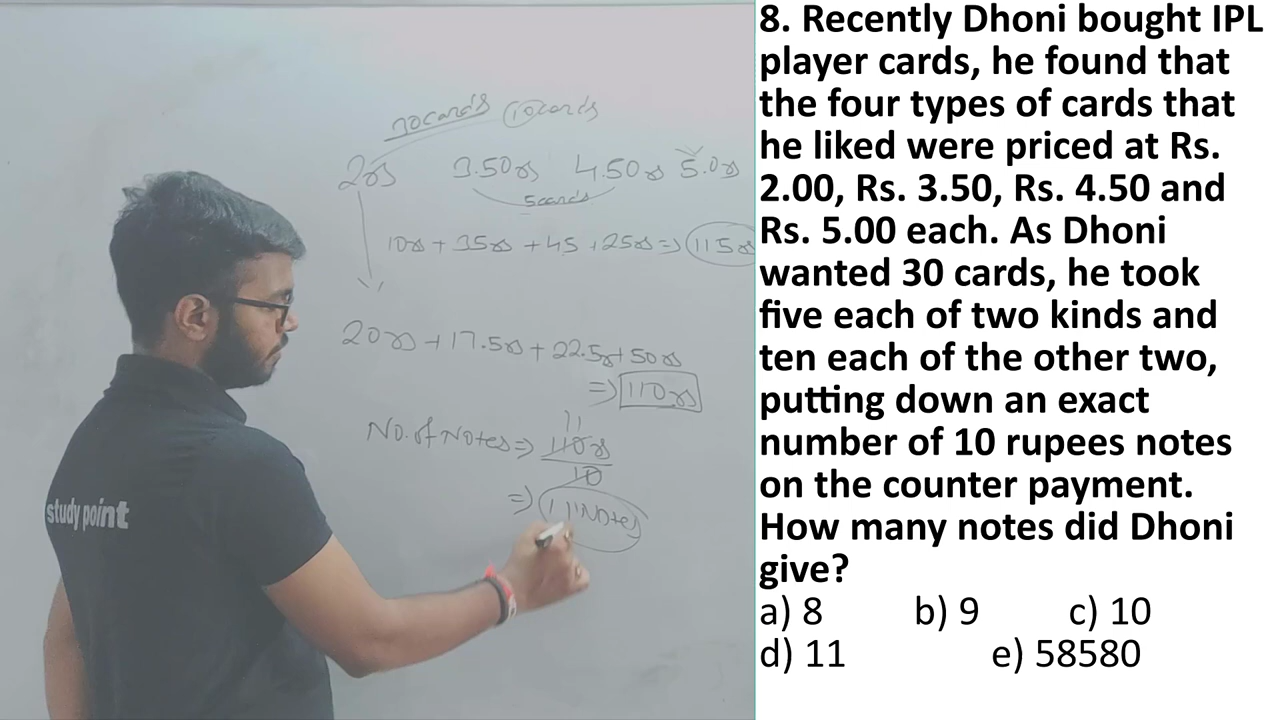 30cards 10cards
2rs 3.50rs 4.50rs 5.0rs
5cards
10rs + 35rs + 45 + 25rs => 115rs
20rs + 17.5rs + 22.5rs + 50rs
=> 110rs
11
No. of Notes => 110rs
10
=> 11 Notes
study point
8. Recently Dhoni bought IPL
player cards, he found that
the four types of cards that
he liked were priced at Rs.
2.00, Rs. 3.50, Rs. 4.50 and
Rs. 5.00 each. As Dhoni
wanted 30 cards, he took
five each of two kinds and
ten each of the other two,
putting down an exact
number of 10 rupees notes
on the counter payment.
How many notes did Dhoni
give?
a) 8 b) 9 c) 10
d) 11 e) 58580